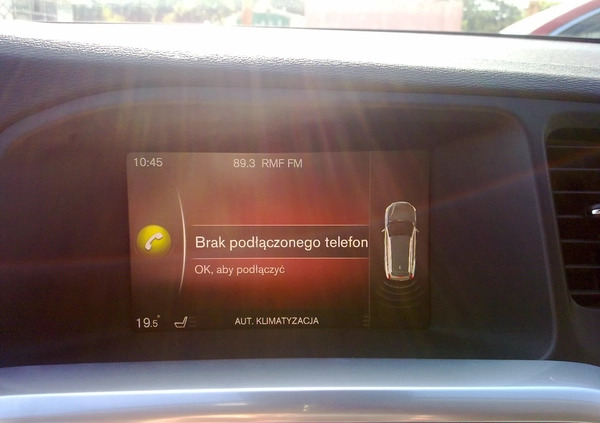 10:45
89.3 RMF FM
Brak podłączonego telefon
OK, aby podłączyć
19.5°
AUT. KLIMATYZACJA